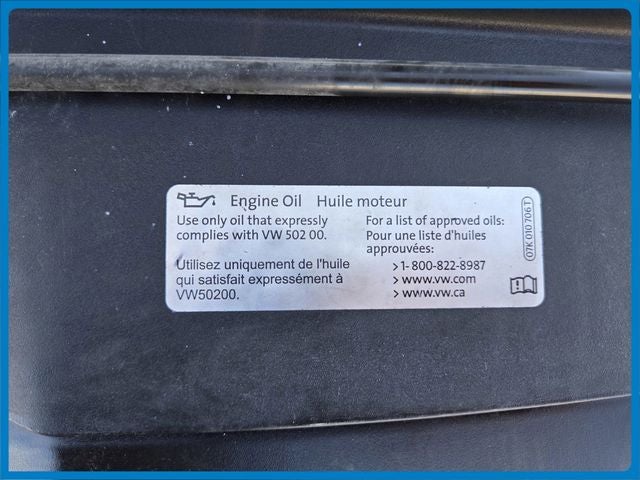 Engine Oil Huile moteur
Use only oil that expressly
complies with VW 502 00.
Utilisez uniquement de l'huile
qui satisfait expressément à
VW50200.
For a list of approved oils:
Pour une liste d'huiles
approuvées:
>1-800-822-8987
> www.vw.com
> www.vw.ca
07K 010 706 T